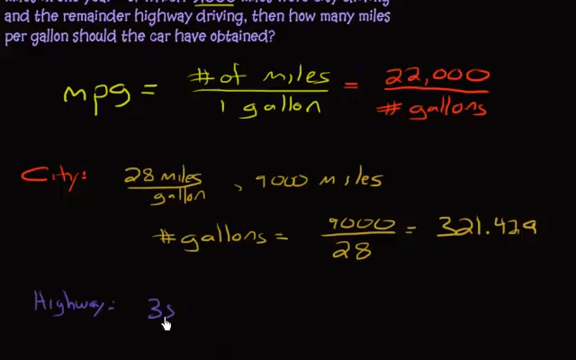 miles in one year - of which 9,000 miles were city driving
and the remainder highway driving, then how many miles
per gallon should the car have obtained?
mpg = # of miles / 1 gallon = 22,000 / # gallons
City: 28 miles / gallon , 9000 miles
# gallons = 9000 / 28 = 321.429
Highway: 3